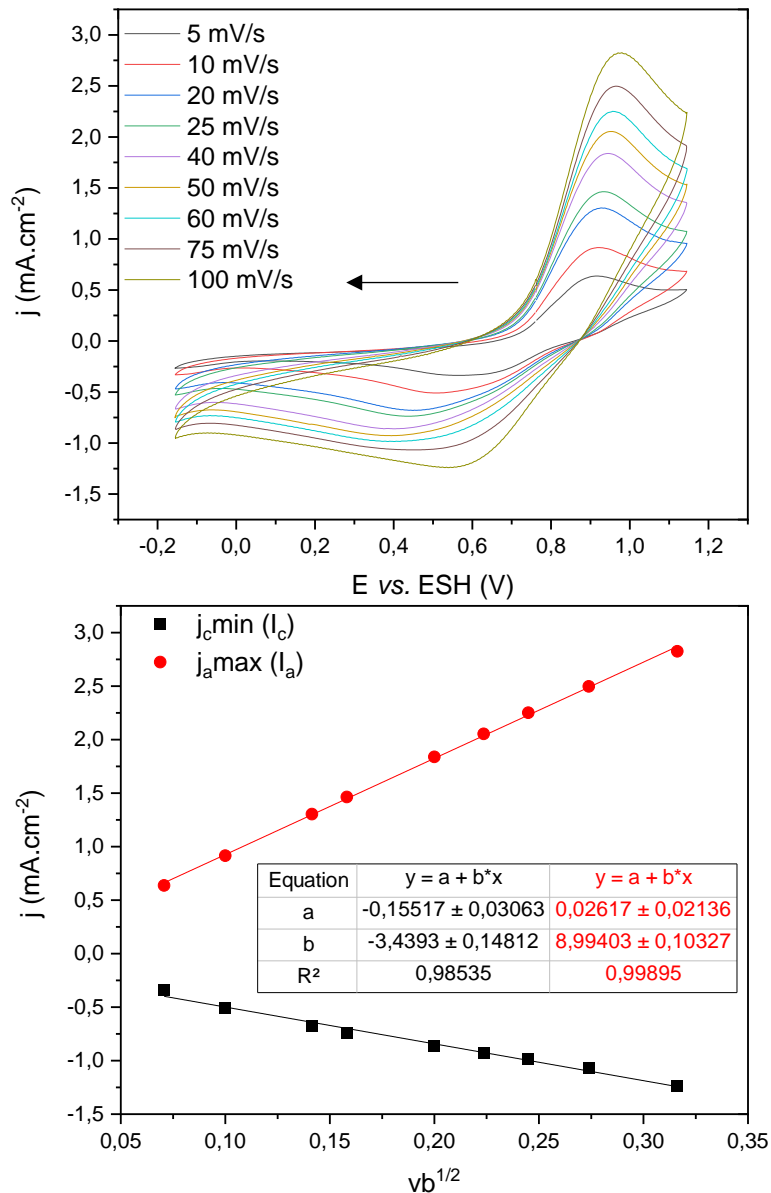 3,0
2,5
2,0
1,5
1,0
0,5
0,0
-0,5
-1,0
-1,5
j (mA.cm-2)
5 mV/s
10 mV/s
20 mV/s
25 mV/s
40 mV/s
50 mV/s
60 mV/s
75 mV/s
100 mV/s
-0,2 0,0 0,2 0,4 0,6 0,8 1,0 1,2
E vs. ESH (V)
3,0
2,5
2,0
1,5
1,0
0,5
0,0
-0,5
-1,0
-1,5
j (mA.cm-2)
jcmin (Ic)
jamax (Ia)
Equation y = a + b*x y = a + b*x
a -0,15517 ± 0,03063 0,02617 ± 0,02136
b -3,4393 ± 0,14812 8,99403 ± 0,10327
R² 0,98535 0,99895
0,05 0,10 0,15 0,20 0,25 0,30 0,35
vb1/2